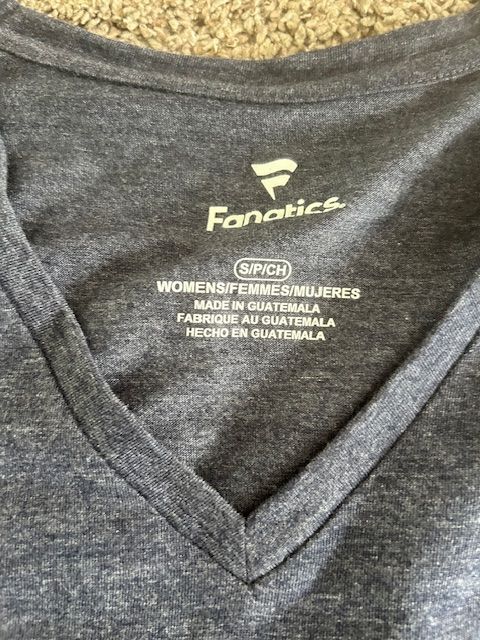 Fanatics.
S/P/CH
WOMENS/FEMMES/MUJERES
MADE IN GUATEMALA
FABRIQUE AU GUATEMALA
HECHO EN GUATEMALA